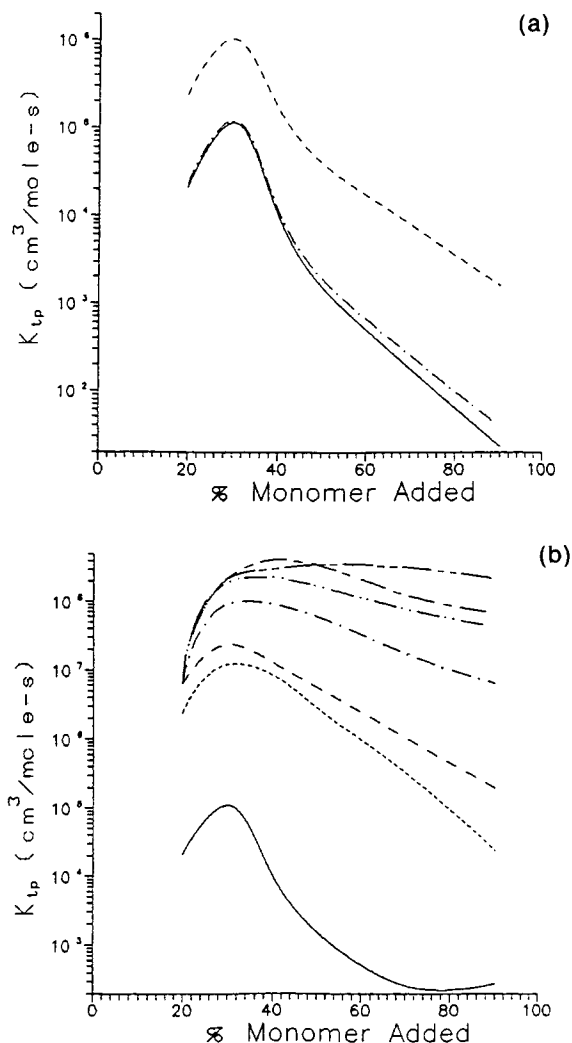 (a)
10⁶
10⁵
10⁴
10³
10²
K_tp (cm³/mole-s)
0 20 40 60 80 100
% Monomer Added
(b)
10⁸
10⁷
10⁶
10⁵
10⁴
10³
K_tp (cm³/mole-s)
0 20 40 60 80 100
% Monomer Added